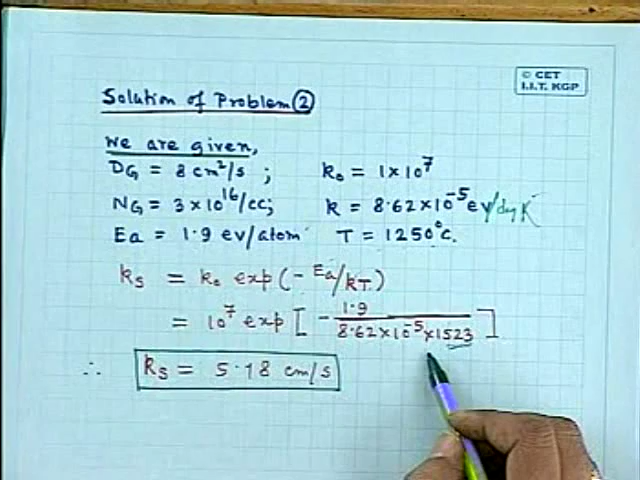 © CET
I.I.T. KGP
Solution of Problem ②
We are given,
DG = 8 cm²/s ; k₀ = 1×10⁷
NG = 3×10¹⁶/cc; k = 8.62×10⁻⁵ ev/deg K
Ea = 1.9 ev/atom T = 1250°c.
kₛ = k₀ exp(- Ea/kT)
= 10⁷ exp[ - 1.9 / 8.62×10⁻⁵×1523 ]
∴ kₛ = 5.18 cm/s